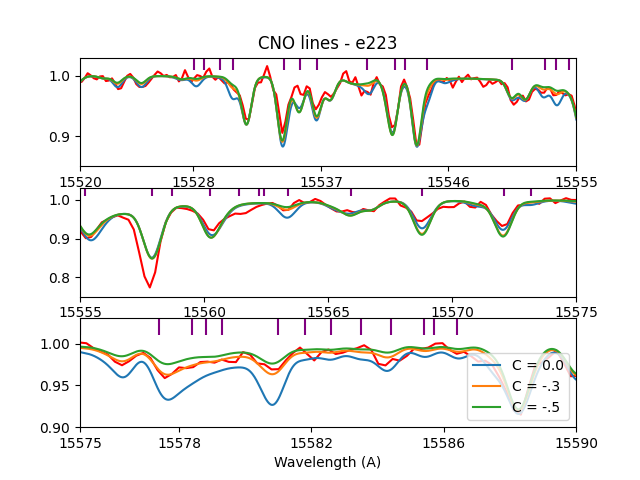 CNO lines - e223
1.0
0.9
15520 15528 15537 15546 15555
1.0
0.9
0.8
15555 15560 15565 15570 15575
1.00
0.95
0.90
C = 0.0
C = -.3
C = -.5
15575 15578 15582 15586 15590
Wavelength (A)